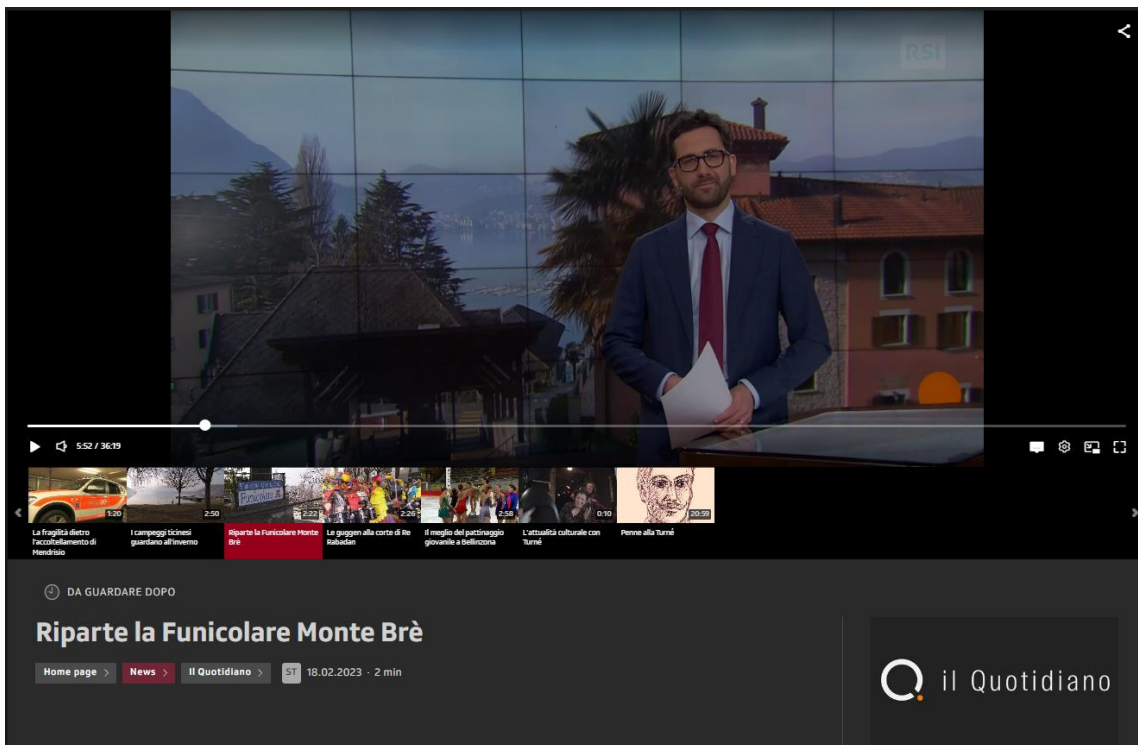 RSI
5:52 / 36:19
1:20
2:50
Funicolare
2:22
2:26
2:58
0:10
20:59
La fragilità dietro
l'accoltellamento di
Mendrisio
I campeggi ticinesi
guardano all'inverno
Riparte la Funicolare Monte
Brè
Le guggen alla corte di Re
Rabadan
Il meglio del pattinaggio
giovanile a Bellinzona
L'attualità culturale con
Turné
Penne alla Turné
DA GUARDARE DOPO
Riparte la Funicolare Monte Brè
Home page > News > Il Quotidiano > ST 18.02.2023 · 2 min
il Quotidiano